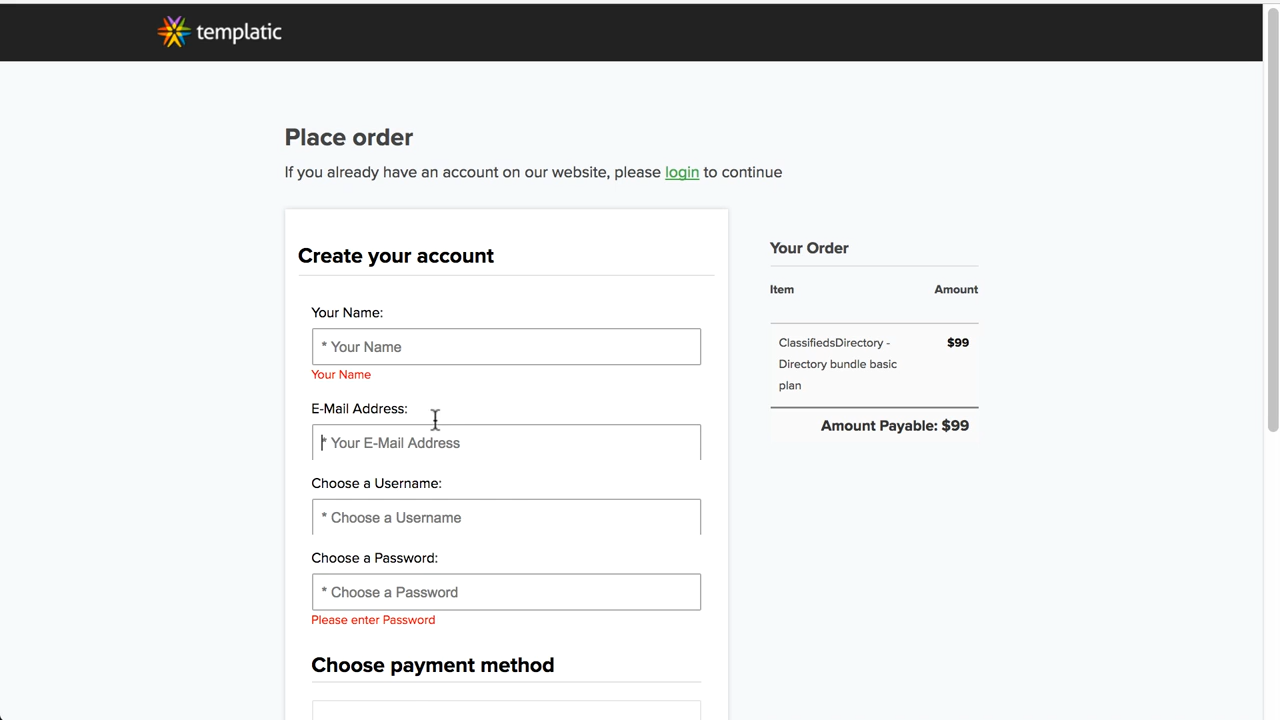 templatic
Place order
If you already have an account on our website, please login to continue
Create your account
Your Name:
* Your Name
Your Name
E-Mail Address:
* Your E-Mail Address
Choose a Username:
* Choose a Username
Choose a Password:
* Choose a Password
Please enter Password
Choose payment method
Your Order
Item Amount
ClassifiedsDirectory - $99
Directory bundle basic
plan
Amount Payable: $99